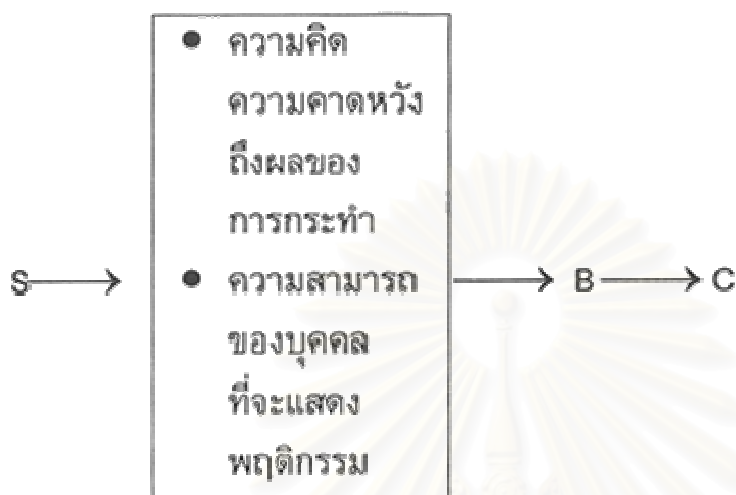 ● ความคิด
ความคาดหวัง
ถึงผลของ
การกระทำ
S → ● ความสามารถ → B → C
ของบุคคล
ที่จะแสดง
พฤติกรรม